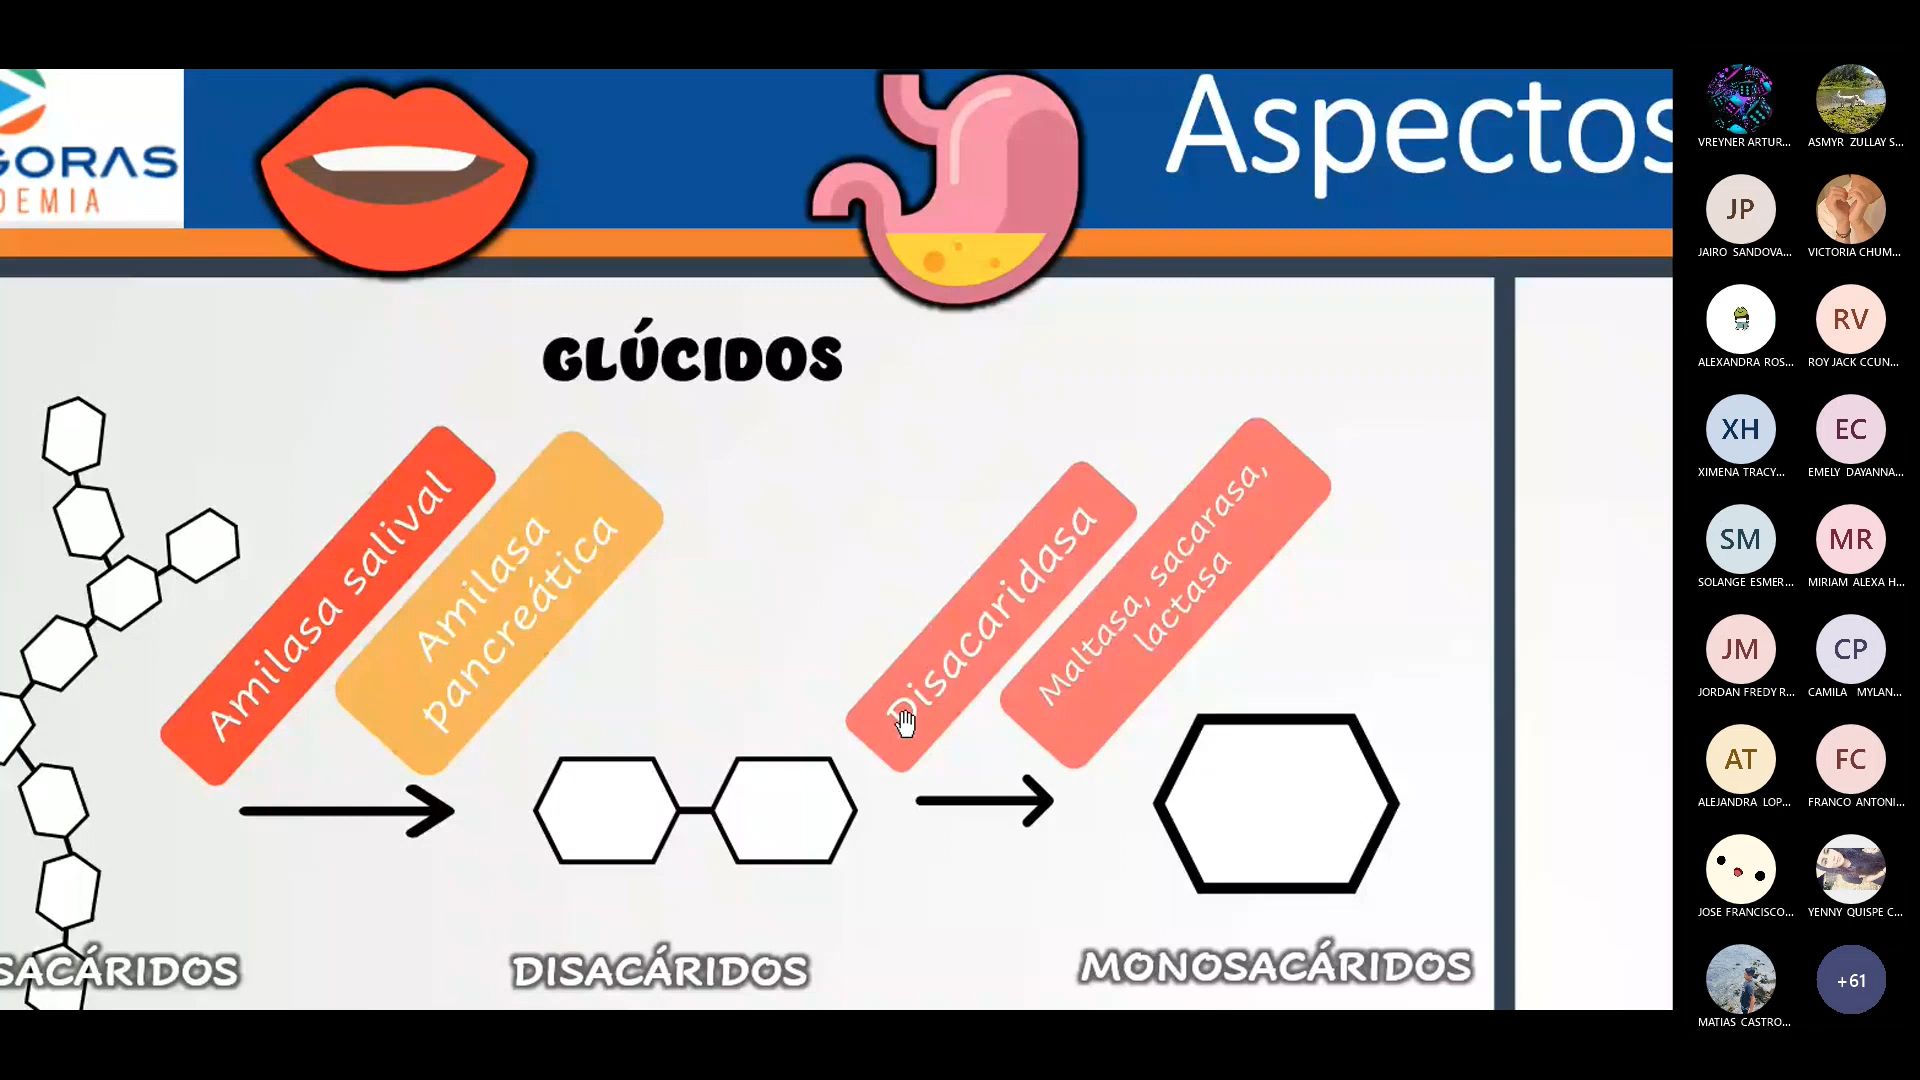 GORAS
DEMIA
Aspectos
GLÚCIDOS
Amilasa salival
Amilasa
pancreática
Disacaridasa
Maltasa, sacarasa,
lactasa
SACÁRIDOS
DISACÁRIDOS
MONOSACÁRIDOS
VREYNER ARTUR...
ASMYR ZULLAY S...
JP
JAIRO SANDOVA...
VICTORIA CHUM...
ALEXANDRA ROS...
RV
ROY JACK CCUN...
XH
XIMENA TRACY...
EC
EMELY DAYANNA...
SM
SOLANGE ESMER...
MR
MIRIAM ALEXA H...
JM
JORDAN FREDY R...
CP
CAMILA MYLAN...
AT
ALEJANDRA LOP...
FC
FRANCO ANTONI...
JOSE FRANCISCO...
YENNY QUISPE C...
MATIAS CASTRO...
+61